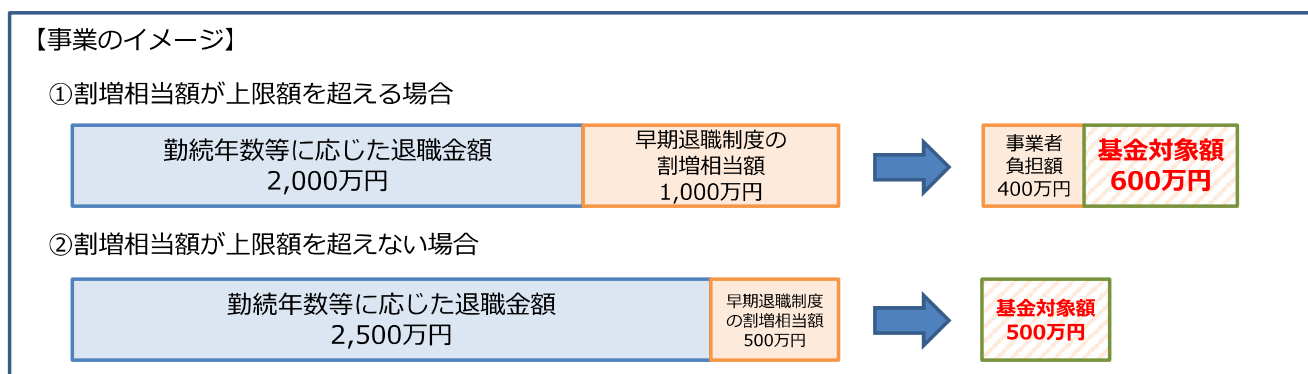 【事業のイメージ】
①割増相当額が上限額を超える場合
勤続年数等に応じた退職金額
2,000万円
早期退職制度の
割増相当額
1,000万円
事業者
負担額
400万円
基金対象額
600万円
②割増相当額が上限額を超えない場合
勤続年数等に応じた退職金額
2,500万円
早期退職制度
の割増相当額
500万円
基金対象額
500万円